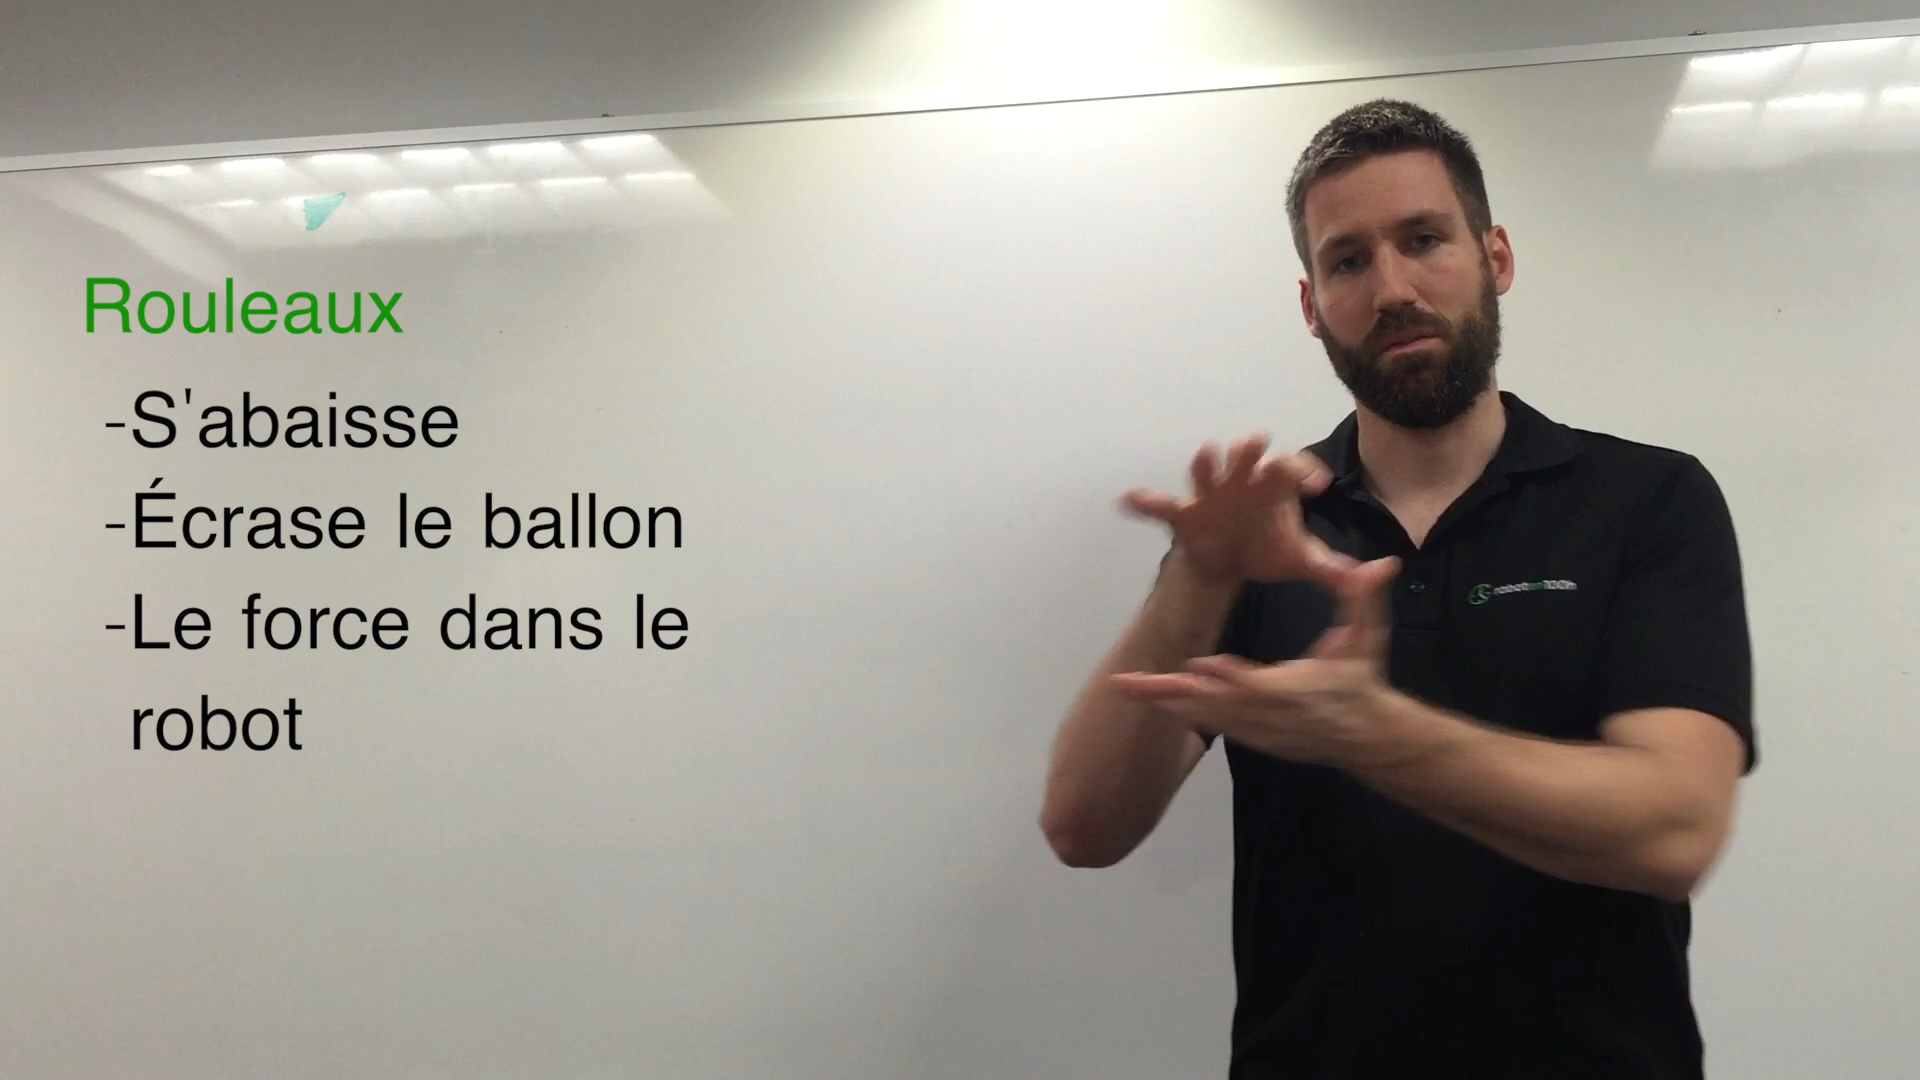 Rouleaux
-S'abaisse
-Écrase le ballon
-Le force dans le
robot